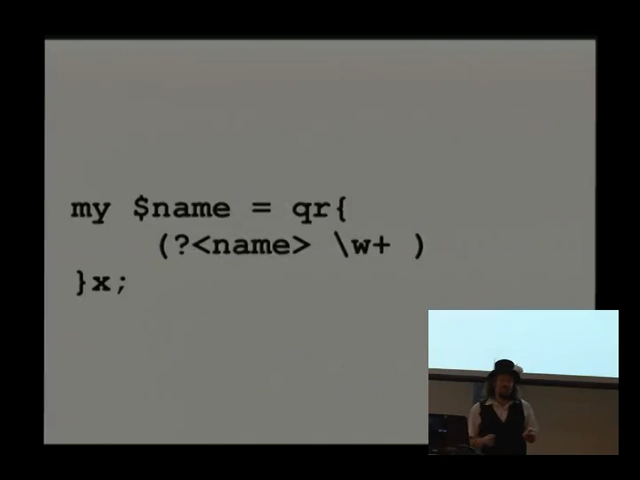 my $name = qr{
(?<name> \w+ )
}x;